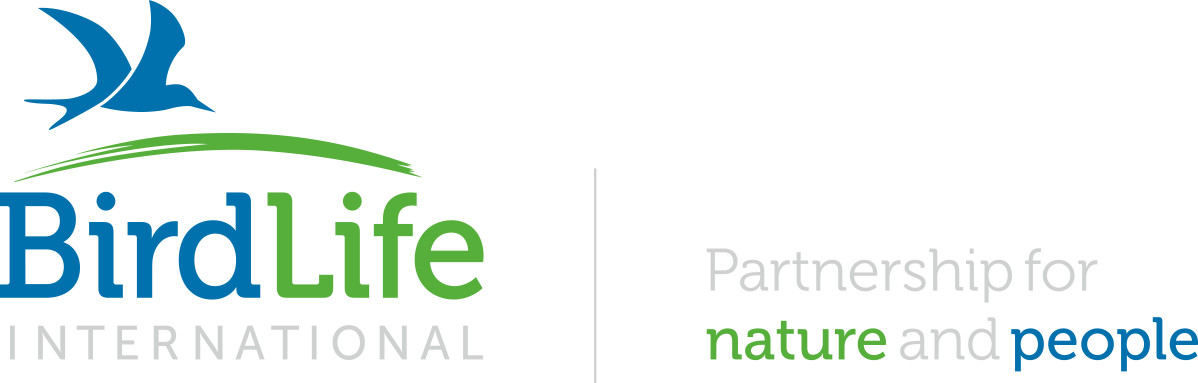 BirdLife
INTERNATIONAL
Partnership for
nature and people